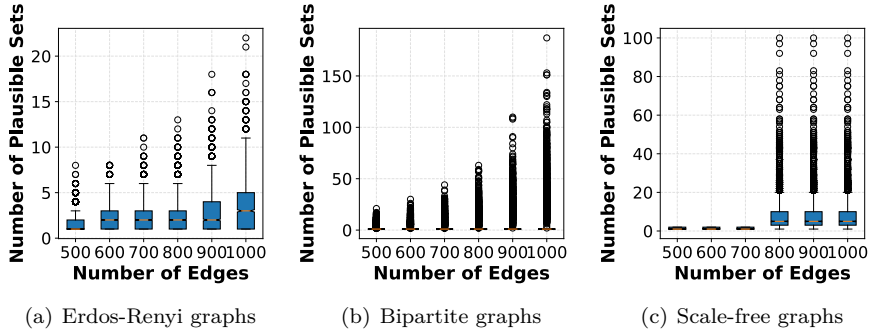 Number of Plausible Sets
20
15
10
5
0
500 600 700 800 900 1000
Number of Edges
(a) Erdos-Renyi graphs
Number of Plausible Sets
150
100
50
0
500 600 700 800 900 1000
Number of Edges
(b) Bipartite graphs
Number of Plausible Sets
100
80
60
40
20
0
500 600 700 800 900 1000
Number of Edges
(c) Scale-free graphs